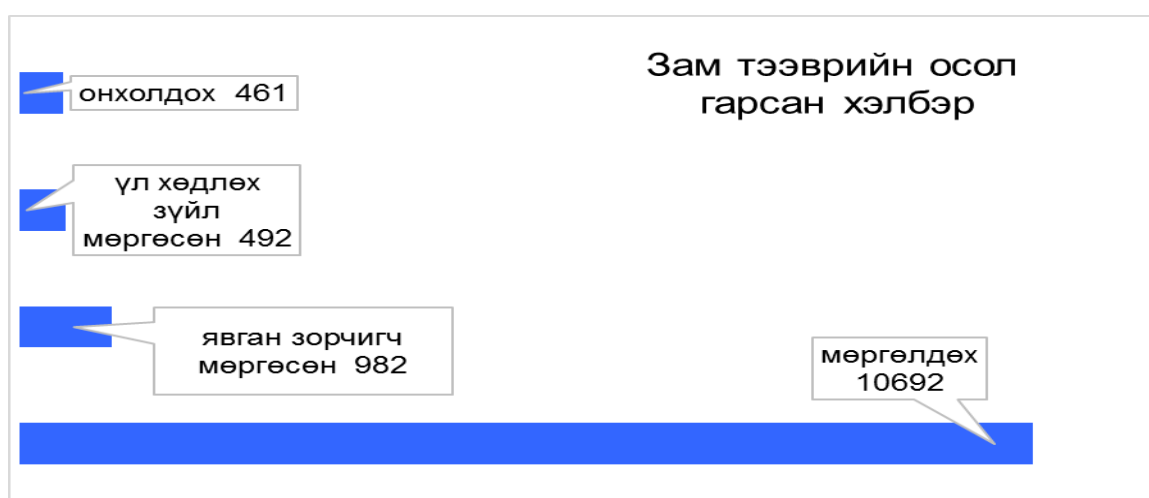 Зам тээврийн осол
гарсан хэлбэр
онхолдох 461
үл хөдлөх
зүйл
мөргөсөн 492
явган зорчигч
мөргөсөн 982
мөргөлдөх
10692